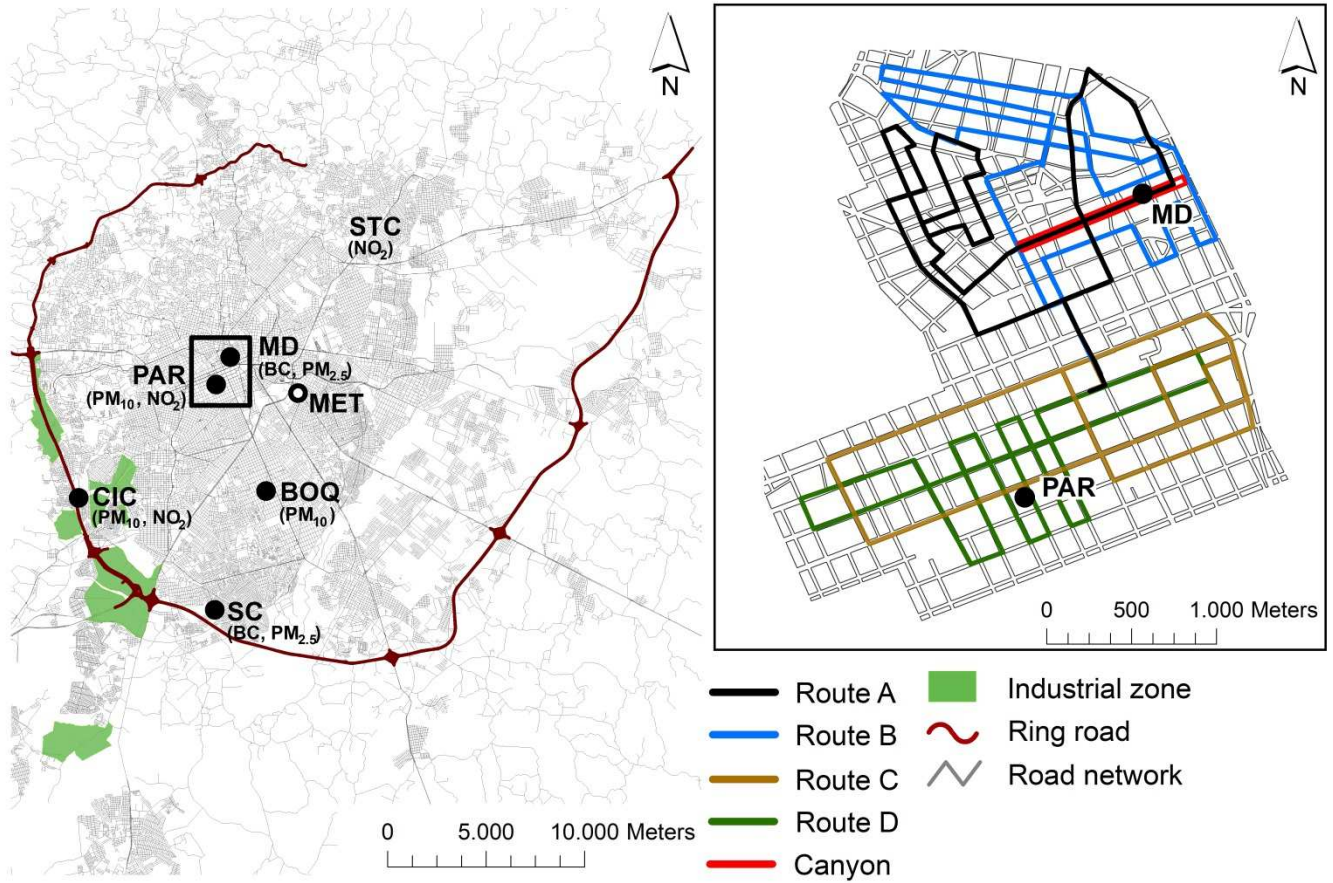 N
STC
(NO₂)
MD
(BC, PM₂.₅)
PAR
(PM₁₀, NO₂)
MET
CIC
(PM₁₀, NO₂)
BOQ
(PM₁₀)
SC
(BC, PM₂.₅)
0 5.000 10.000 Meters
N
MD
PAR
0 500 1.000 Meters
Route A
Route B
Route C
Route D
Canyon
Industrial zone
Ring road
Road network